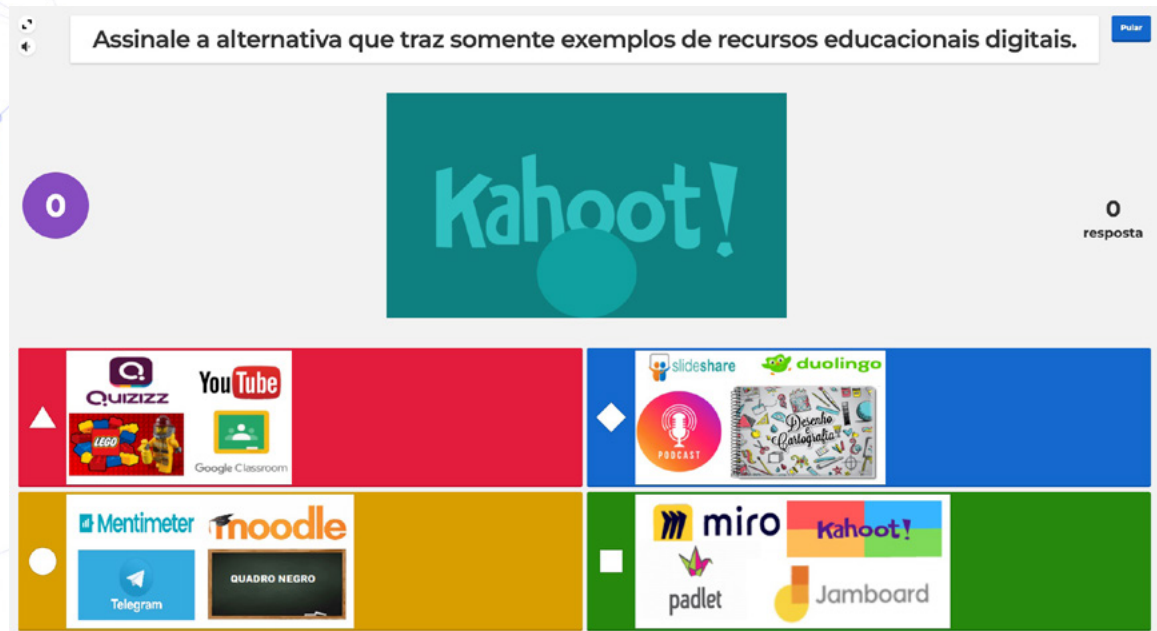 Assinale a alternativa que traz somente exemplos de recursos educacionais digitais.
Pular
Kahoot!
0
0
resposta
Q
QUIZIZZ
YouTube
LEGO
Google Classroom
slideshare
duolingo
PODCAST
Desenho
e
Cartografia
Mentimeter
moodle
Telegram
QUADRO NEGRO
miro
Kahoot!
padlet
Jamboard